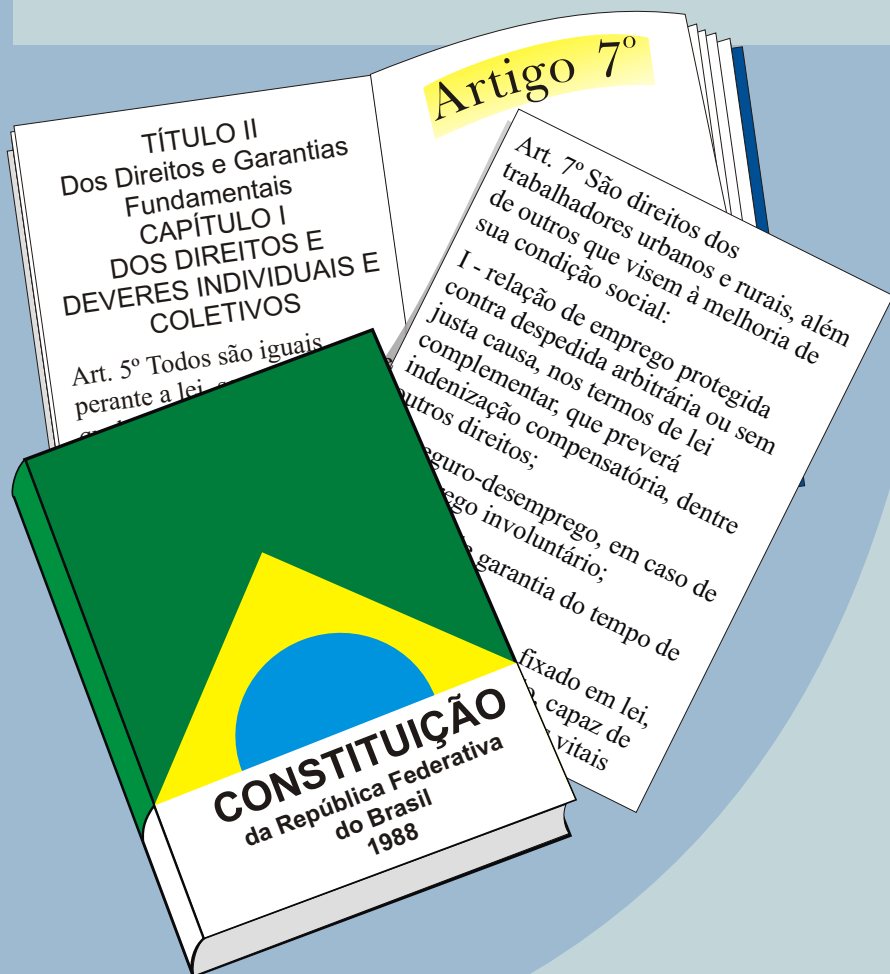 TÍTULO II
Dos Direitos e Garantias
Fundamentais
CAPÍTULO I
DOS DIREITOS E
DEVERES INDIVIDUAIS E
COLETIVOS
Art. 5º Todos são iguais
perante a lei,
Artigo 7º
Art. 7º São direitos dos
trabalhadores urbanos e rurais, além
de outros que visem à melhoria de
sua condição social:
I - relação de emprego protegida
contra despedida arbitrária ou sem
justa causa, nos termos de lei
complementar, que preverá
indenização compensatória, dentre
outros direitos;
eguro-desemprego, em caso de
ego involuntário;
garantia do tempo de
fixado em lei,
capaz de
vitais
CONSTITUIÇÃO
da República Federativa
do Brasil
1988